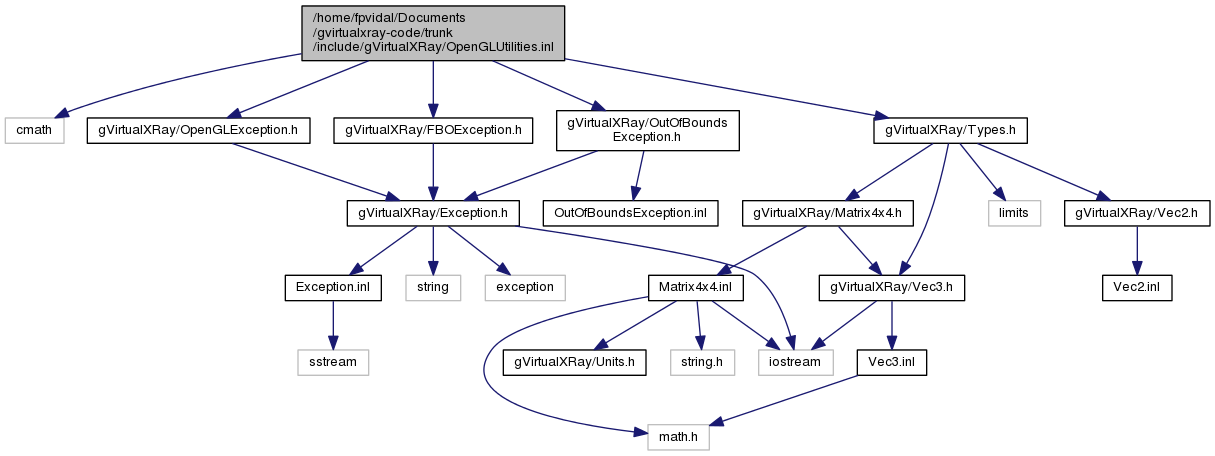 /home/fpvidal/Documents
/gvirtualxray-code/trunk
/include/gVirtualXRay/OpenGLUtilities.inl
cmath
gVirtualXRay/OpenGLException.h
gVirtualXRay/FBOException.h
gVirtualXRay/OutOfBounds
Exception.h
gVirtualXRay/Types.h
gVirtualXRay/Exception.h
OutOfBoundsException.inl
gVirtualXRay/Matrix4x4.h
limits
gVirtualXRay/Vec2.h
Exception.inl
string
exception
Matrix4x4.inl
gVirtualXRay/Vec3.h
Vec2.inl
sstream
gVirtualXRay/Units.h
string.h
iostream
Vec3.inl
math.h